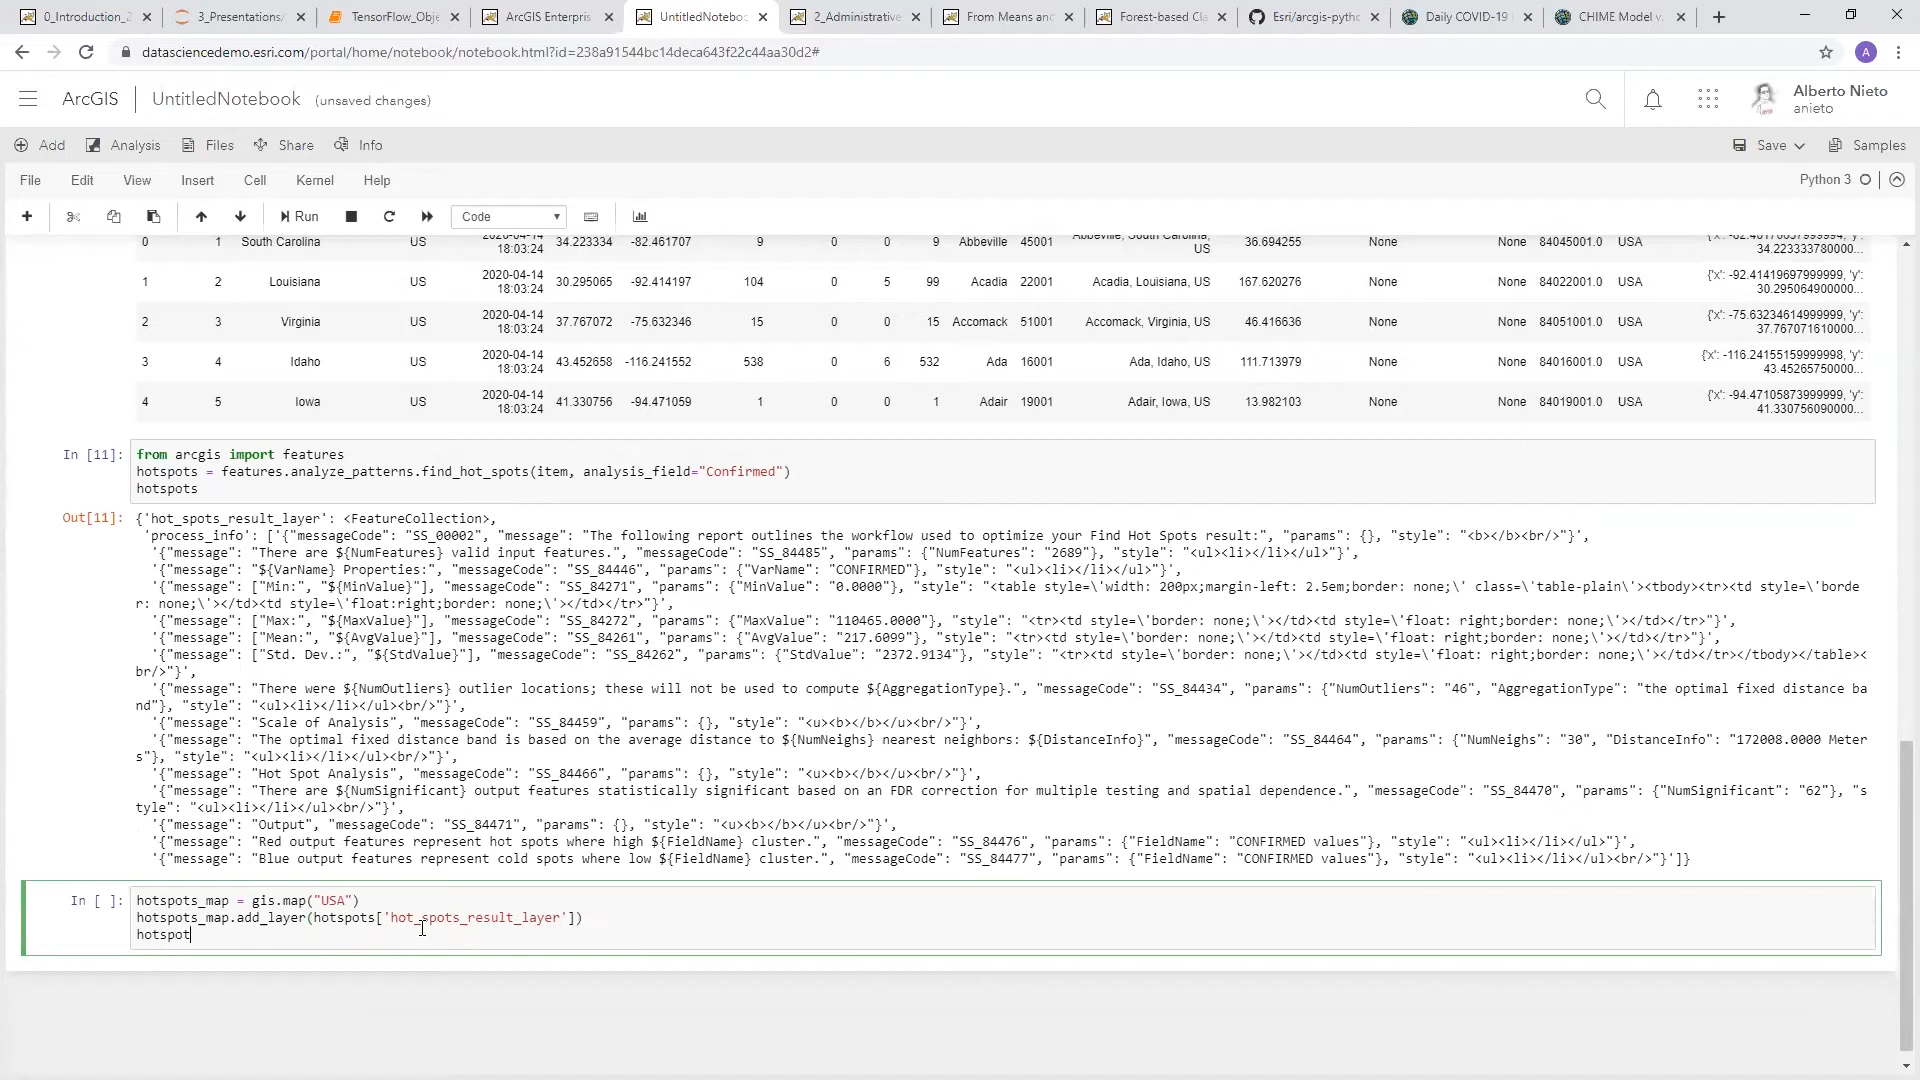 0_Introduction_2
3_Presentations/
TensorFlow_Obje
ArcGIS Enterpris
UntitledNoteboo
2_Administrative
From Means and
Forest-based Cla
Esri/arcgis-pytho
Daily COVID-19
CHIME Model v.
datasciencedemo.esri.com/portal/home/notebook/notebook.html?id=238a91544bc14deca643f22c44aa30d2#
A
ArcGIS UntitledNotebook (unsaved changes)
Alberto Nieto
anieto
Add Analysis Files Share Info Save Samples
File Edit View Insert Cell Kernel Help Python 3
Run Code
0 1 South Carolina US 2020-04-14 18:03:24 34.223334 -82.461707 9 0 0 9 Abbeville 45001 Abbeville, South Carolina, US 36.694255 None None 84045001.0 USA {'x': -82.46170657999994, 'y': 34.223333780000...
1 2 Louisiana US 2020-04-14 18:03:24 30.295065 -92.414197 104 0 5 99 Acadia 22001 Acadia, Louisiana, US 167.620276 None None 84022001.0 USA {'x': -92.41419697999999, 'y': 30.295064900000...
2 3 Virginia US 2020-04-14 18:03:24 37.767072 -75.632346 15 0 0 15 Accomack 51001 Accomack, Virginia, US 46.416636 None None 84051001.0 USA {'x': -75.63234614999999, 'y': 37.767071610000...
3 4 Idaho US 2020-04-14 18:03:24 43.452658 -116.241552 538 0 6 532 Ada 16001 Ada, Idaho, US 111.713979 None None 84016001.0 USA {'x': -116.24155159999998, 'y': 43.45265750000...
4 5 Iowa US 2020-04-14 18:03:24 41.330756 -94.471059 1 0 0 1 Adair 19001 Adair, Iowa, US 13.982103 None None 84019001.0 USA {'x': -94.47105873999999, 'y': 41.330756090000...
In [11]: from arcgis import features
hotspots = features.analyze_patterns.find_hot_spots(item, analysis_field="Confirmed")
hotspots
Out[11]: {'hot_spots_result_layer': <FeatureCollection>,
'process_info': ['{"messageCode": "SS_00002", "message": "The following report outlines the workflow used to optimize your Find Hot Spots result:", "params": {}, "style": "<b></b><br/>"}',
'{"message": "There are ${NumFeatures} valid input features.", "messageCode": "SS_84485", "params": {"NumFeatures": "2689"}, "style": "<ul><li></li></ul>"}',
'{"message": "${VarName} Properties:", "messageCode": "SS_84446", "params": {"VarName": "CONFIRMED"}, "style": "<ul><li></li></ul>"}',
'{"message": ["Min:", "${MinValue}"], "messageCode": "SS_84271", "params": {"MinValue": "0.0000"}, "style": "<table style=\'width: 200px;margin-left: 2.5em;border: none;\' class=\'table-plain\'><tbody><tr><td style=\'borde
r: none;\'></td><td style=\'float:right;border: none;\'></td></tr>"}',
'{"message": ["Max:", "${MaxValue}"], "messageCode": "SS_84272", "params": {"MaxValue": "110465.0000"}, "style": "<tr><td style=\'border: none;\'></td><td style=\'float: right;border: none;\'></td></tr>"}',
'{"message": ["Mean:", "${AvgValue}"], "messageCode": "SS_84261", "params": {"AvgValue": "217.6099"}, "style": "<tr><td style=\'border: none;\'></td><td style=\'float: right;border: none;\'></td></tr>"}',
'{"message": ["Std. Dev.:", "${StdValue}"], "messageCode": "SS_84262", "params": {"StdValue": "2372.9134"}, "style": "<tr><td style=\'border: none;\'></td><td style=\'float: right;border: none;\'></td></tr></tbody></table><
br/>"}',
'{"message": "There were ${NumOutliers} outlier locations; these will not be used to compute ${AggregationType}.", "messageCode": "SS_84434", "params": {"NumOutliers": "46", "AggregationType": "the optimal fixed distance ba
nd"}, "style": "<ul><li></li></ul><br/>"}',
'{"message": "Scale of Analysis", "messageCode": "SS_84459", "params": {}, "style": "<u><b></b></u><br/>"}',
'{"message": "The optimal fixed distance band is based on the average distance to ${NumNeighs} nearest neighbors: ${DistanceInfo}", "messageCode": "SS_84464", "params": {"NumNeighs": "30", "DistanceInfo": "172008.0000 Meter
s"}, "style": "<ul><li></li></ul><br/>"}',
'{"message": "Hot Spot Analysis", "messageCode": "SS_84466", "params": {}, "style": "<u><b></b></u><br/>"}',
'{"message": "There are ${NumSignificant} output features statistically significant based on an FDR correction for multiple testing and spatial dependence.", "messageCode": "SS_84470", "params": {"NumSignificant": "62"}, "s
tyle": "<ul><li></li></ul><br/>"}',
'{"message": "Output", "messageCode": "SS_84471", "params": {}, "style": "<u><b></b></u><br/>"}',
'{"message": "Red output features represent hot spots where high ${FieldName} cluster.", "messageCode": "SS_84476", "params": {"FieldName": "CONFIRMED values"}, "style": "<ul><li></li></ul>"}',
'{"message": "Blue output features represent cold spots where low ${FieldName} cluster.", "messageCode": "SS_84477", "params": {"FieldName": "CONFIRMED values"}, "style": "<ul><li></li></ul><br/>"}']}
In [ ]: hotspots_map = gis.map("USA")
hotspots_map.add_layer(hotspots['hot_spots_result_layer'])
hotspot